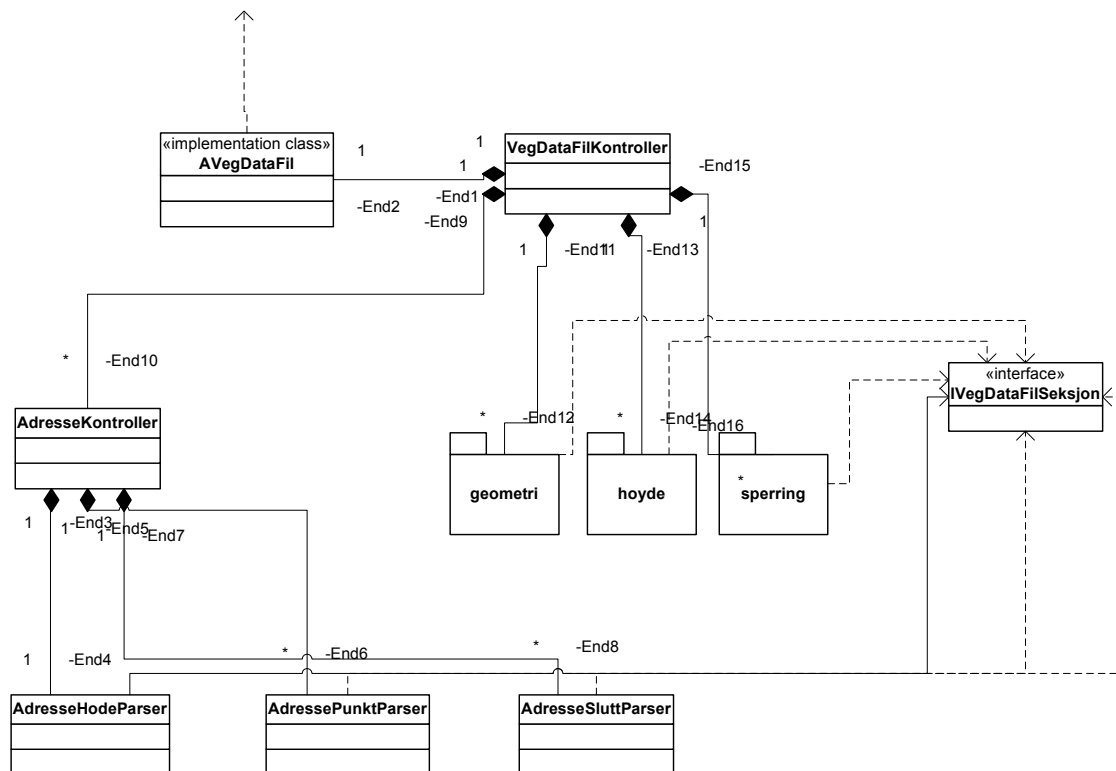 «implementation class»
AVegDataFil
1
-End2
1
1
-End1
-End9
VegDataFilKontroller
-End15
1
1
-End11
1
-End13
*
-End10
AdresseKontroller
*
-End12
*
-End14
-End16
*
geometri
hoyde
sperring
«interface»
IVegDataFilSeksjon
1
-End3
1
-End5
1
-End7
1
-End4
*
-End6
*
-End8
AdresseHodeParser
AdressePunktParser
AdresseSluttParser